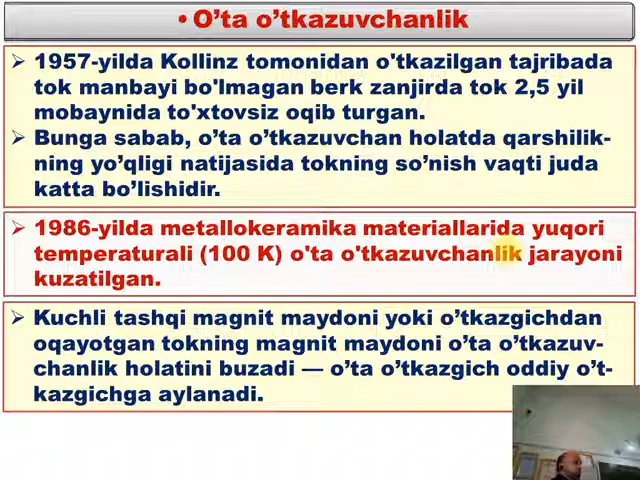 • O’ta o’tkazuvchanlik
➢ 1957-yilda Kollinz tomonidan o'tkazilgan tajribada
tok manbayi bo'lmagan berk zanjirda tok 2,5 yil
mobaynida to'xtovsiz oqib turgan.
➢ Bunga sabab, o’ta o’tkazuvchan holatda qarshilik-
ning yo’qligi natijasida tokning so’nish vaqti juda
katta bo’lishidir.
➢ 1986-yilda metallokeramika materiallarida yuqori
temperaturali (100 K) o'ta o'tkazuvchanlik jarayoni
kuzatilgan.
➢ Kuchli tashqi magnit maydoni yoki o’tkazgichdan
oqayotgan tokning magnit maydoni o’ta o’tkazuv-
chanlik holatini buzadi — o’ta o’tkazgich oddiy o’t-
kazgichga aylanadi.